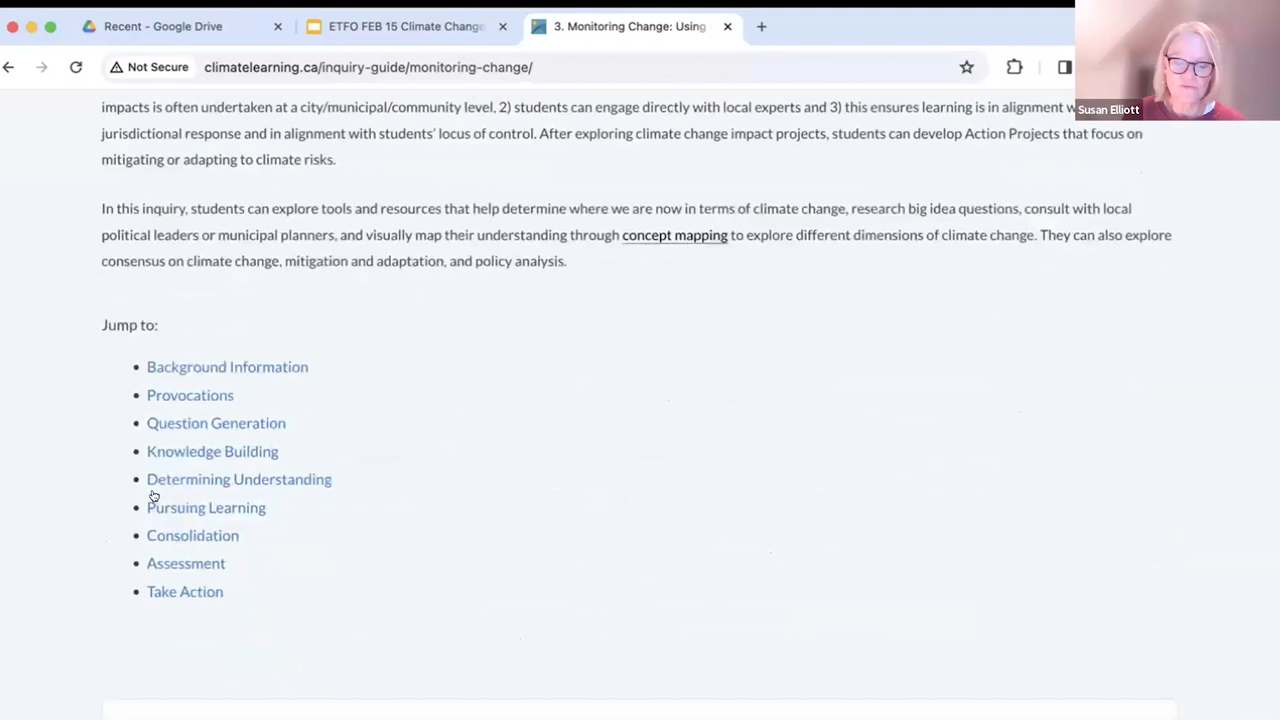 Recent - Google Drive
ETFO FEB 15 Climate Change
3. Monitoring Change: Using
Not Secure
climatelearning.ca/inquiry-guide/monitoring-change/
Susan Elliott
impacts is often undertaken at a city/municipal/community level, 2) students can engage directly with local experts and 3) this ensures learning is in alignment
jurisdictional response and in alignment with students' locus of control. After exploring climate change impact projects, students can develop Action Projects that focus on
mitigating or adapting to climate risks.
In this inquiry, students can explore tools and resources that help determine where we are now in terms of climate change, research big idea questions, consult with local
political leaders or municipal planners, and visually map their understanding through concept mapping to explore different dimensions of climate change. They can also explore
consensus on climate change, mitigation and adaptation, and policy analysis.
Jump to:
Background Information
Provocations
Question Generation
Knowledge Building
Determining Understanding
Pursuing Learning
Consolidation
Assessment
Take Action